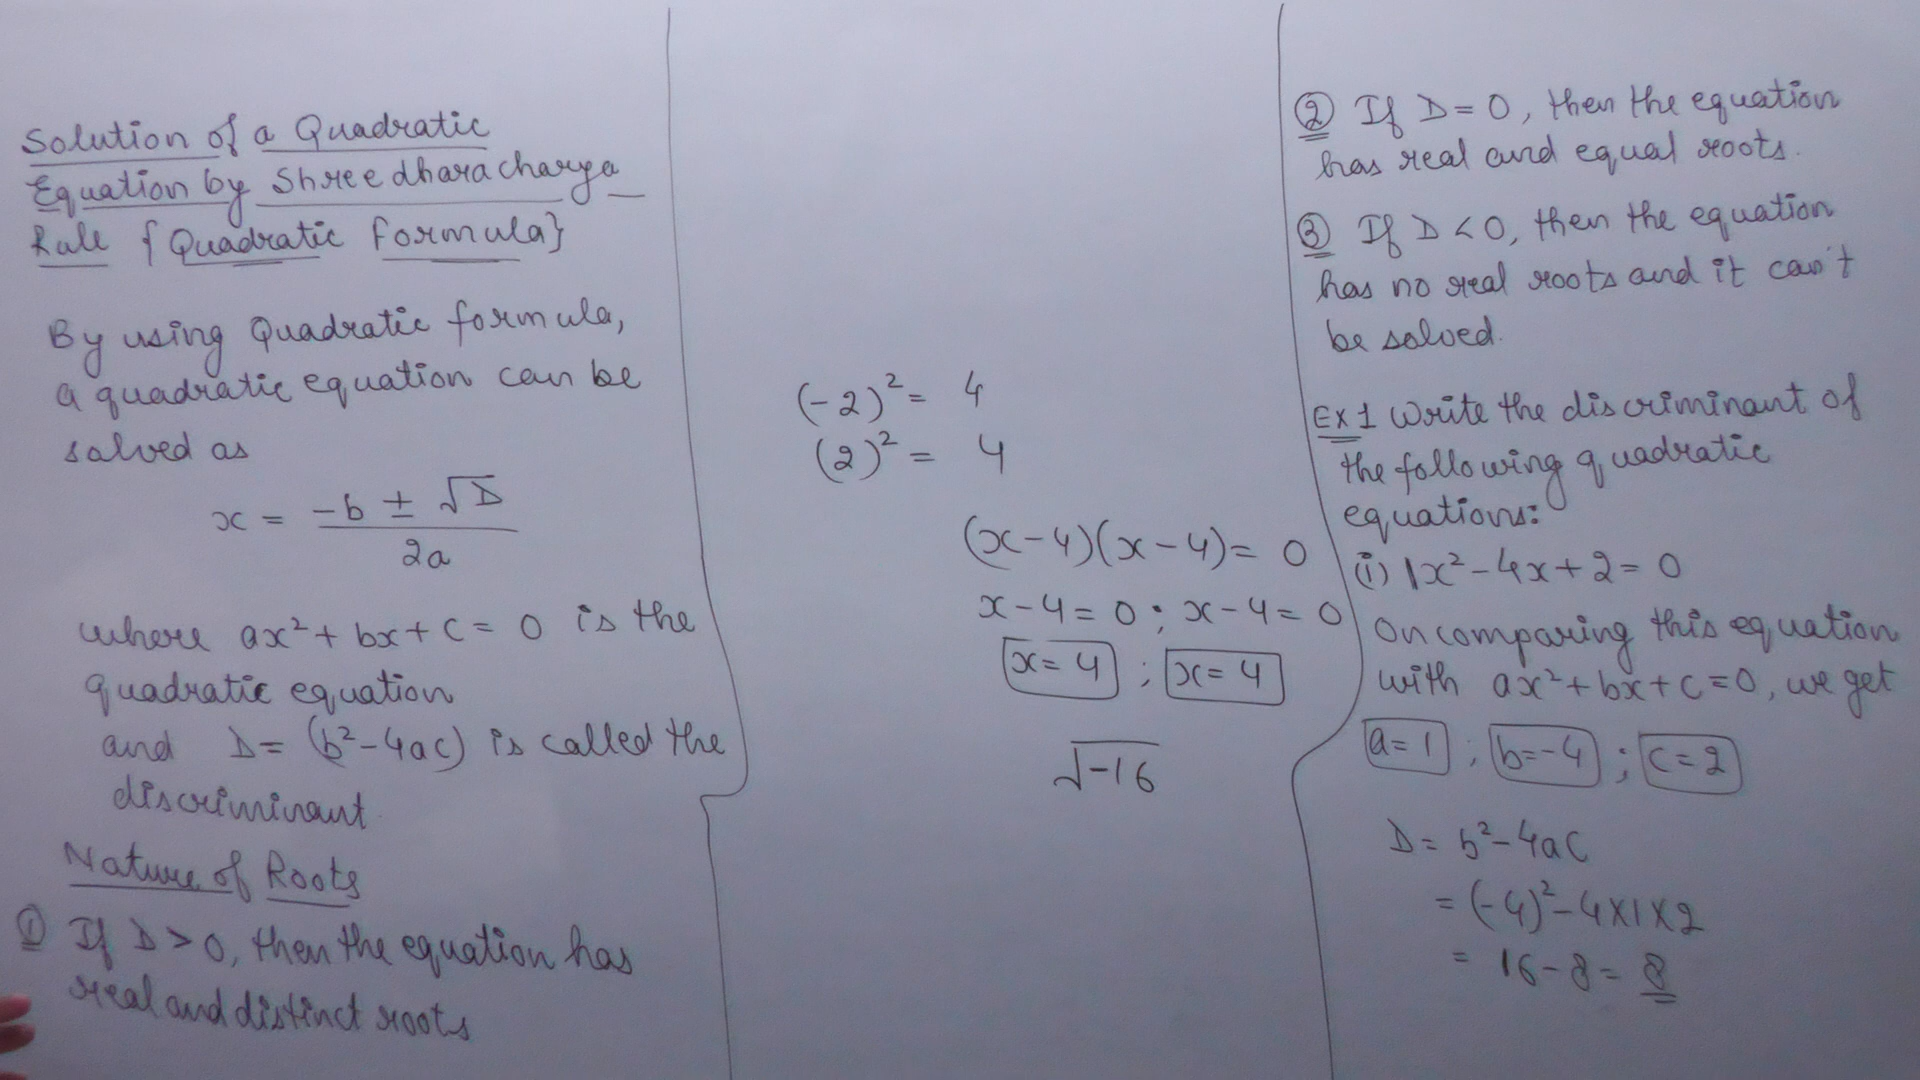 Solution of a Quadratic
Equation by Shreedharacharya
Rule {Quadratic formula}
By using Quadratic formula,
a quadratic equation can be
solved as
x = (-b ± √D) / 2a
where ax² + bx + c = 0 is the
quadratic equation
and D = (b² - 4ac) is called the
discriminant.
Nature of Roots
① If D > 0, then the equation has
real and distinct roots
(-2)² = 4
(2)² = 4
(x-4)(x-4) = 0
x-4 = 0 ; x-4 = 0
x = 4 ; x = 4
√-16
② If D = 0, then the equation
has real and equal roots.
③ If D < 0, then the equation
has no real roots and it can't
be solved.
EX1 Write the discriminant of
the following quadratic
equations:
(i) 1x² - 4x + 2 = 0
On comparing this equation
with ax² + bx + c = 0, we get
a = 1 ; b = -4 ; c = 2
D = b² - 4ac
= (-4)² - 4×1×2
= 16 - 8 = 8